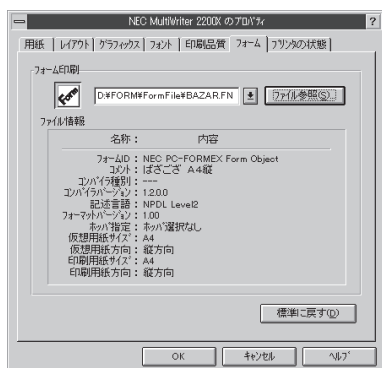 NEC MultiWriter 2200X のプロパティ
?
用紙 レイアウト グラフィックス フォント 印刷品質 フォーム プリンタの状態
フォーム印刷
Form
D:¥FORM¥FormFile¥BAZAR.FN
ファイル参照(S)...
ファイル情報
名称： 内容
フォームID： NEC PC-FORMEX Form Object
コメント： ばざござ A4縦
コンパイラ種別： ---
コンパイラバージョン： 1.20.0
記述言語： NPDL Level2
フォーマットバージョン： 1.00
ホッパ指定： ホッパ選択なし
仮想用紙サイズ： A4
仮想用紙方向： 縦方向
印刷用紙サイズ： A4
印刷用紙方向： 縦方向
標準に戻す(D)
OK キャンセル ヘルプ